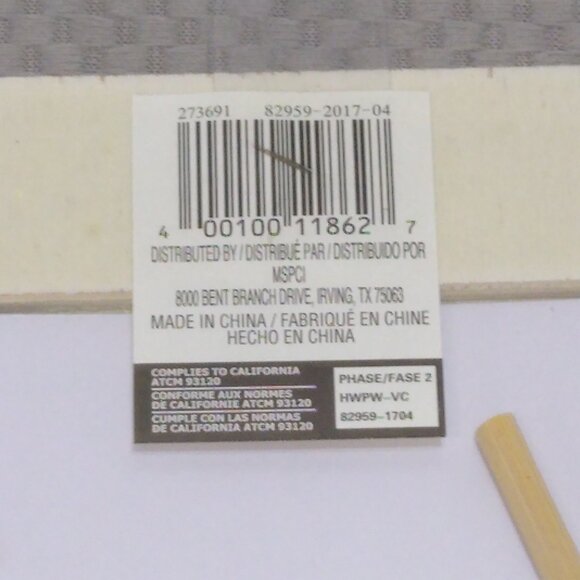 273691 82959-2017-04
4 00100 11862 7
DISTRIBUTED BY / DISTRIBUÉ PAR / DISTRIBUIDO POR
MSPCI
8000 BENT BRANCH DRIVE, IRVING, TX 75063
MADE IN CHINA / FABRIQUÉ EN CHINE
HECHO EN CHINA
COMPLIES TO CALIFORNIA
ATCM 93120
CONFORME AUX NORMES
DE CALIFORNIE ATCM 93120
CUMPLE CON LAS NORMAS
DE CALIFORNIA ATCM 93120
PHASE/FASE 2
HWPW-VC
82959-1704